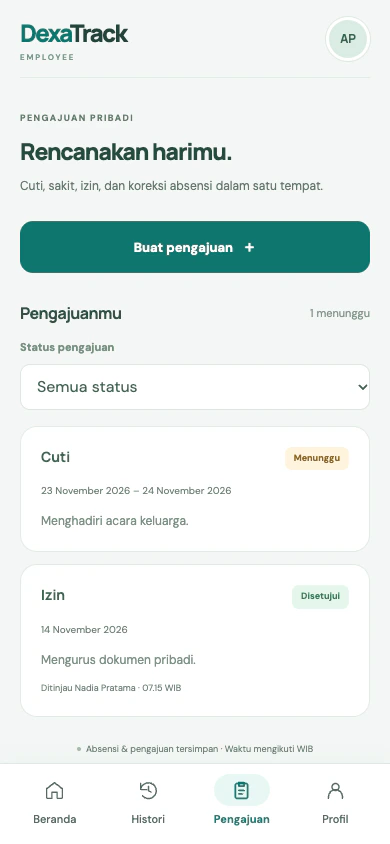 DexaTrack
EMPLOYEE
AP
PENGAJUAN PRIBADI
Rencanakan harimu.
Cuti, sakit, izin, dan koreksi absensi dalam satu tempat.
Buat pengajuan +
Pengajuanmu
1 menunggu
Status pengajuan
Semua status
Cuti
Menunggu
23 November 2026 – 24 November 2026
Menghadiri acara keluarga.
Izin
Disetujui
14 November 2026
Mengurus dokumen pribadi.
Ditinjau Nadia Pratama · 07.15 WIB
Absensi & pengajuan tersimpan · Waktu mengikuti WIB
Beranda
Histori
Pengajuan
Profil